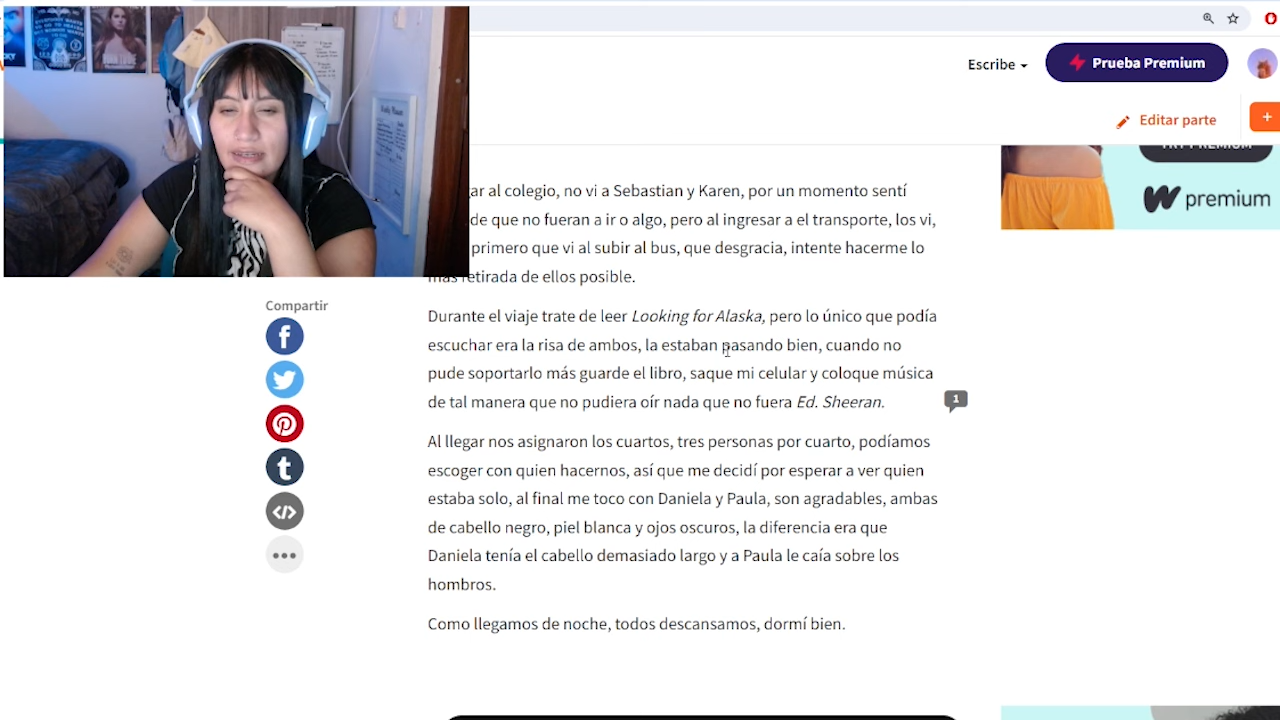 Escribe
Prueba Premium
Editar parte
+
premium
al colegio, no vi a Sebastian y Karen, por un momento sentí
de que no fueran a ir o algo, pero al ingresar a el transporte, los vi,
primero que vi al subir al bus, que desgracia, intente hacerme lo
más retirada de ellos posible.
Compartir
Durante el viaje trate de leer Looking for Alaska, pero lo único que podía
escuchar era la risa de ambos, la estaban pasando bien, cuando no
pude soportarlo más guarde el libro, saque mi celular y coloque música
de tal manera que no pudiera oír nada que no fuera Ed. Sheeran.
1
Al llegar nos asignaron los cuartos, tres personas por cuarto, podíamos
escoger con quien hacernos, así que me decidí por esperar a ver quien
estaba solo, al final me toco con Daniela y Paula, son agradables, ambas
de cabello negro, piel blanca y ojos oscuros, la diferencia era que
Daniela tenía el cabello demasiado largo y a Paula le caía sobre los
hombros.
Como llegamos de noche, todos descansamos, dormí bien.